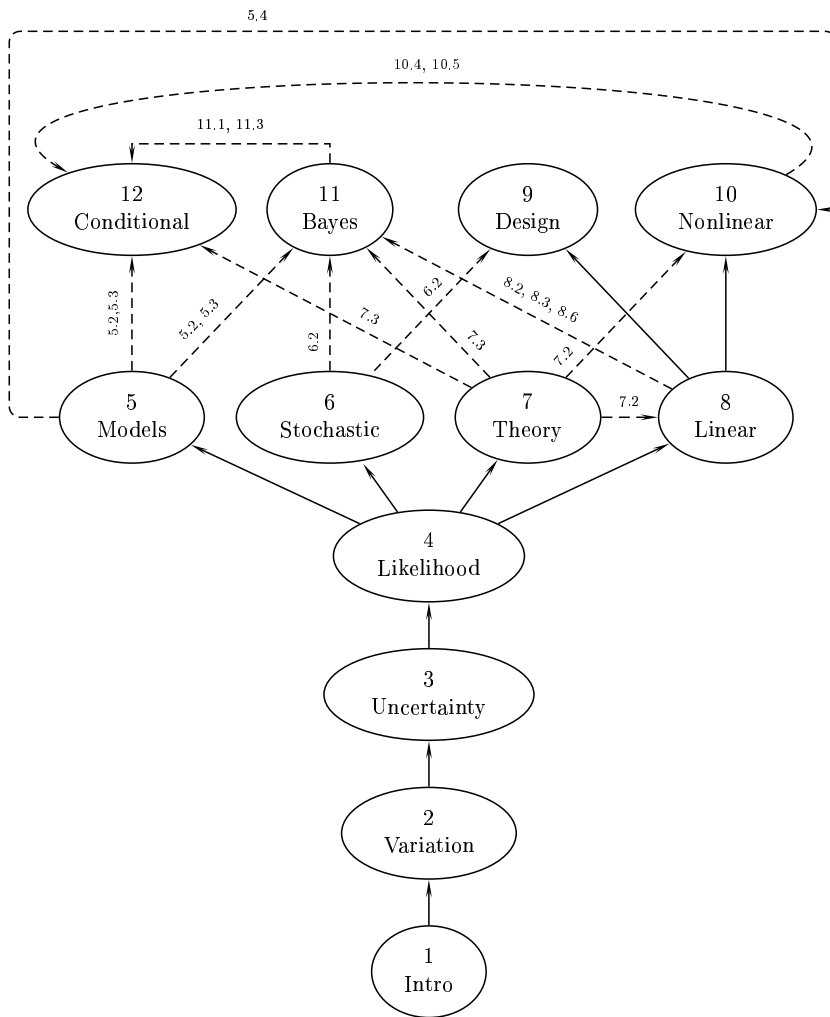 5.4
10.4, 10.5
11.1, 11.3
12
Conditional
11
Bayes
9
Design
10
Nonlinear
5.2,5.3
5.2, 5.3
6.2
7.3
6.2
7.3
8.2, 8.3, 8.6
7.2
5
Models
6
Stochastic
7
Theory
7.2
8
Linear
4
Likelihood
3
Uncertainty
2
Variation
1
Intro